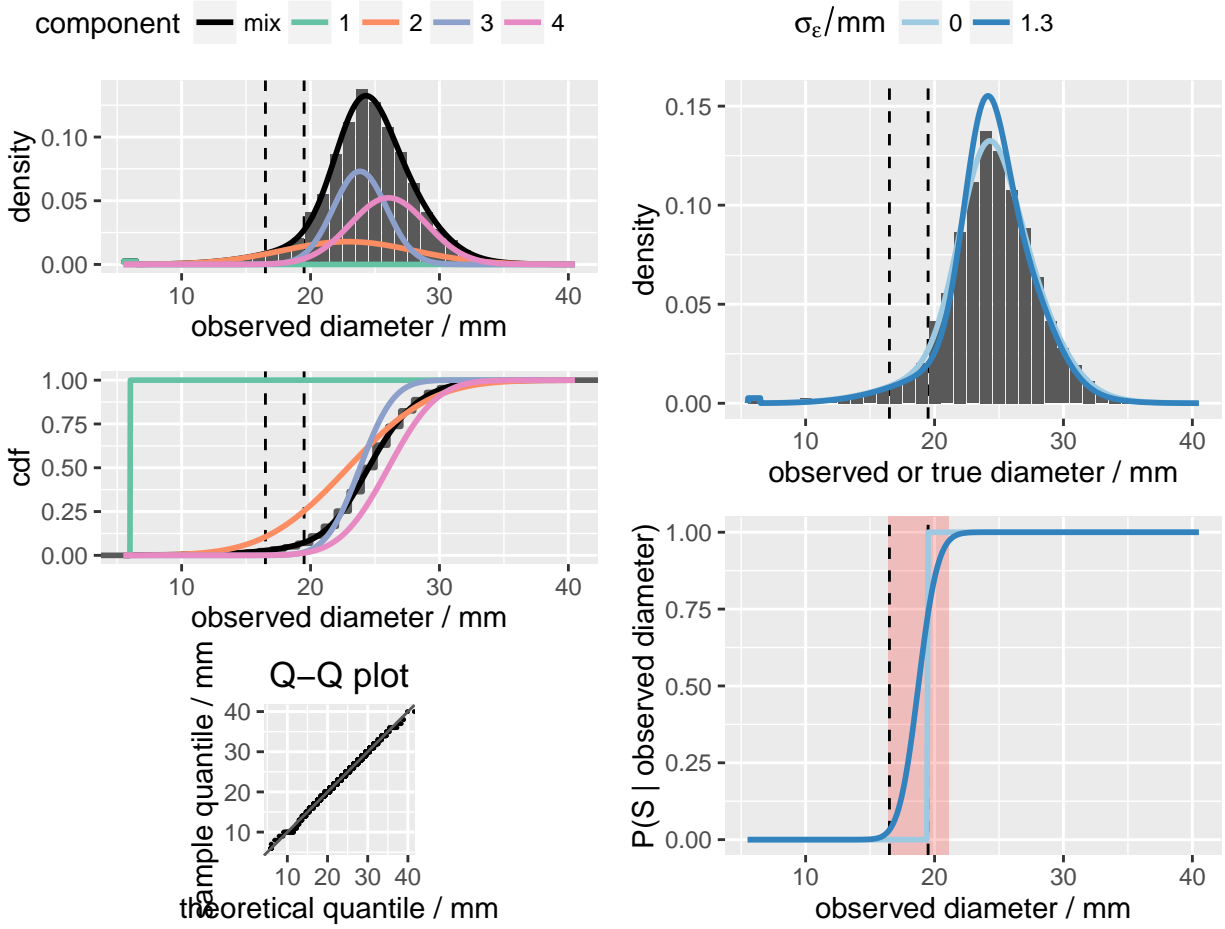 component mix 1 2 3 4
density
0.10
0.05
0.00
10 20 30 40
observed diameter / mm
cdf
1.00
0.75
0.50
0.25
0.00
10 20 30 40
observed diameter / mm
Q−Q plot
sample quantile / mm
40
30
20
10
10 20 30 40
theoretical quantile / mm
σε/mm 0 1.3
density
0.15
0.10
0.05
0.00
10 20 30 40
observed or true diameter / mm
P(S | observed diameter)
1.00
0.75
0.50
0.25
0.00
10 20 30 40
observed diameter / mm